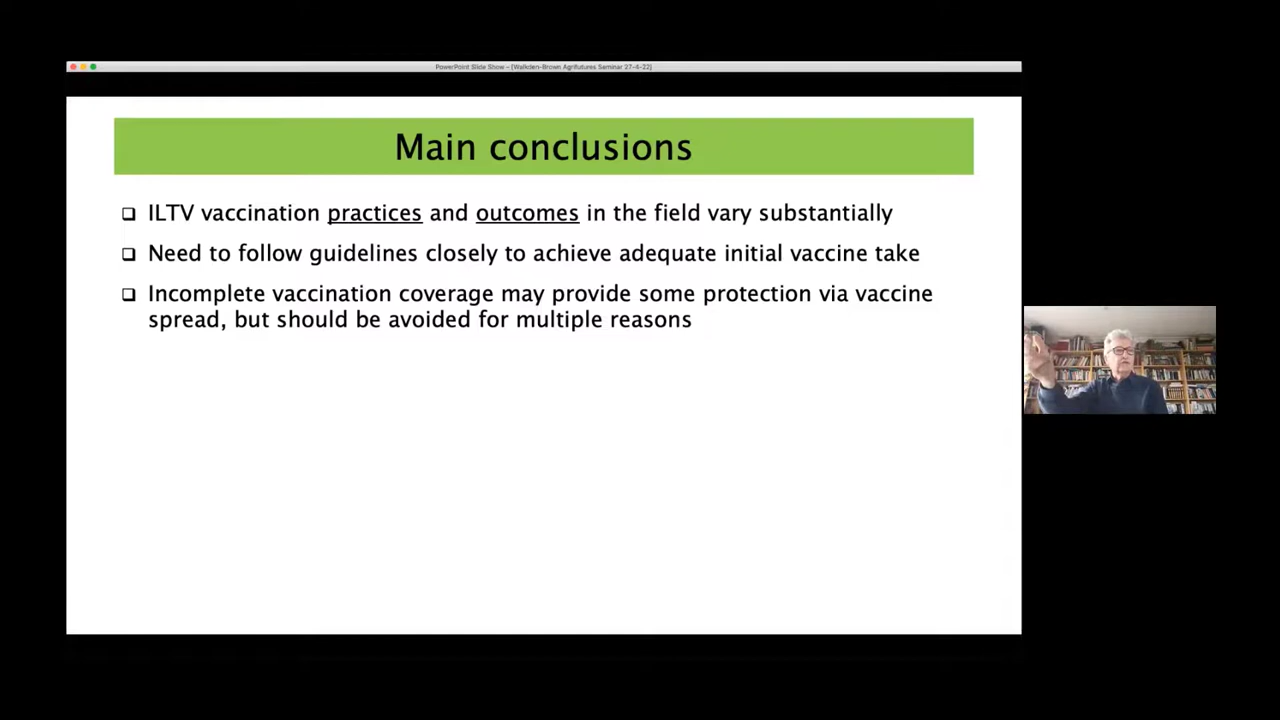 PowerPoint Slide Show - [Walkden-Brown Agrifutures Seminar 27-4-22]
Main conclusions
ILTV vaccination practices and outcomes in the field vary substantially
Need to follow guidelines closely to achieve adequate initial vaccine take
Incomplete vaccination coverage may provide some protection via vaccine
spread, but should be avoided for multiple reasons